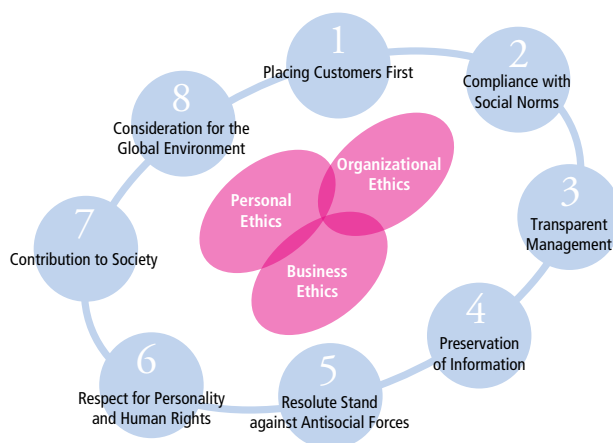 1
Placing Customers First
2
Compliance with
Social Norms
3
Transparent
Management
4
Preservation
of Information
5
Resolute Stand
against Antisocial Forces
6
Respect for Personality
and Human Rights
7
Contribution to Society
8
Consideration for the
Global Environment
Organizational
Ethics
Personal
Ethics
Business
Ethics